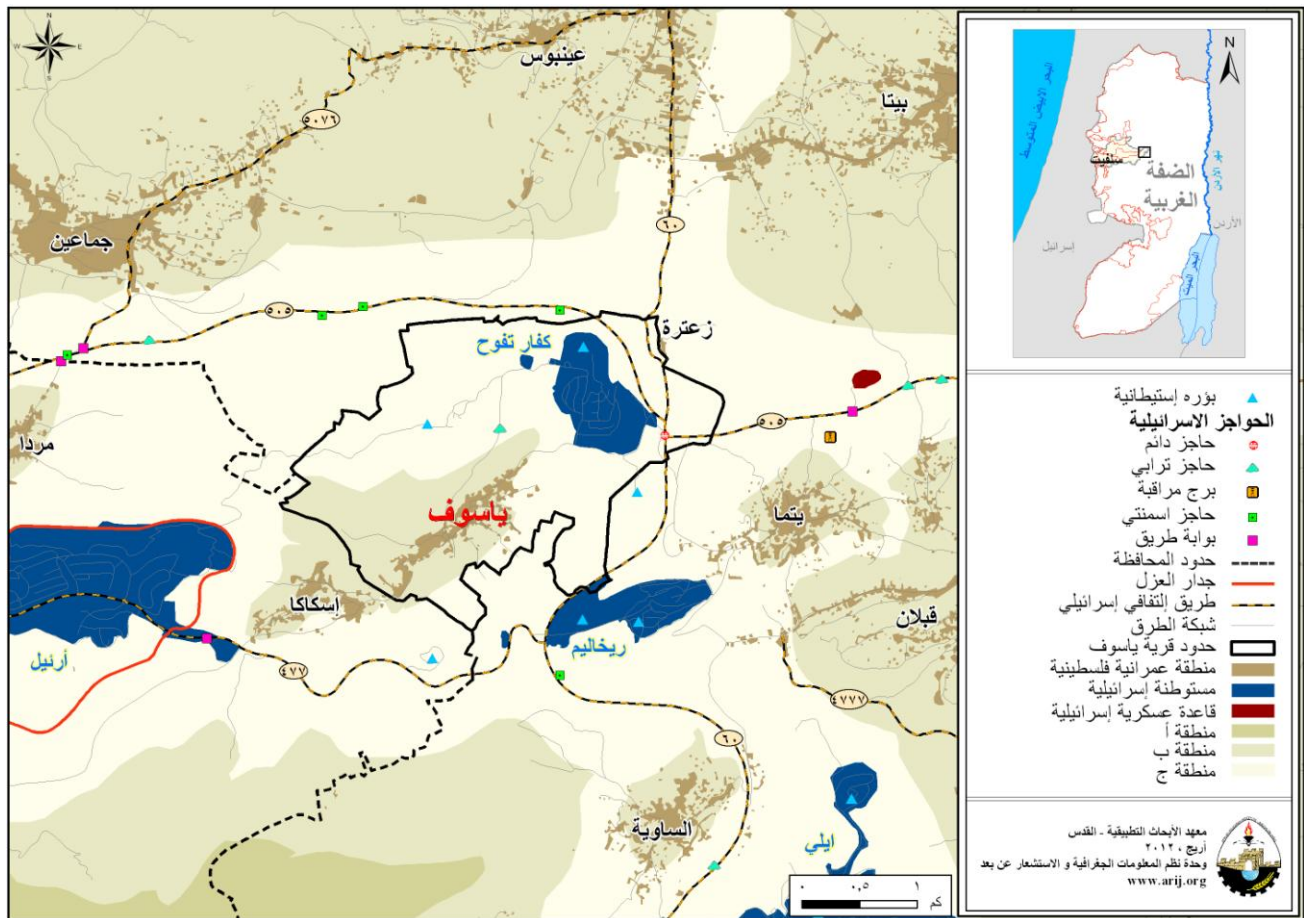 N
W
E
S
عينبوس
بيتا
٥٠٧٦
جماعين
٦٠
٥٠٥
زعترة
كفار تفوح
مردا
٥٠٥
ياسوف
يتما
إسكاكا
قبلان
ريخاليم
أرئيل
٤٧٧
٤٧٧٧
٦٠
الساوية
ايلي
٠ ٠,٥ ١
كم
N
البحر الابيض المتوسط
سلفيت
الضفة
الغربية
نهر الأردن
الأردن
إسرائيل
البحر الميت
بؤره إستيطانية
الحواجز الاسرائيلية
حاجز دائم
حاجز ترابي
برج مراقبة
حاجز اسمنتي
بوابة طريق
حدود المحافظة
جدار العزل
طريق إلتفافي إسرائيلي
شبكة الطرق
حدود قرية ياسوف
منطقة عمرانية فلسطينية
مستوطنة إسرائيلية
قاعدة عسكرية إسرائيلية
منطقة أ
منطقة ب
منطقة ج
معهد الأبحاث التطبيقية - القدس
أريج ، ٢٠١٢
وحدة نظم المعلومات الجغرافية و الاستشعار عن بعد
www.arij.org